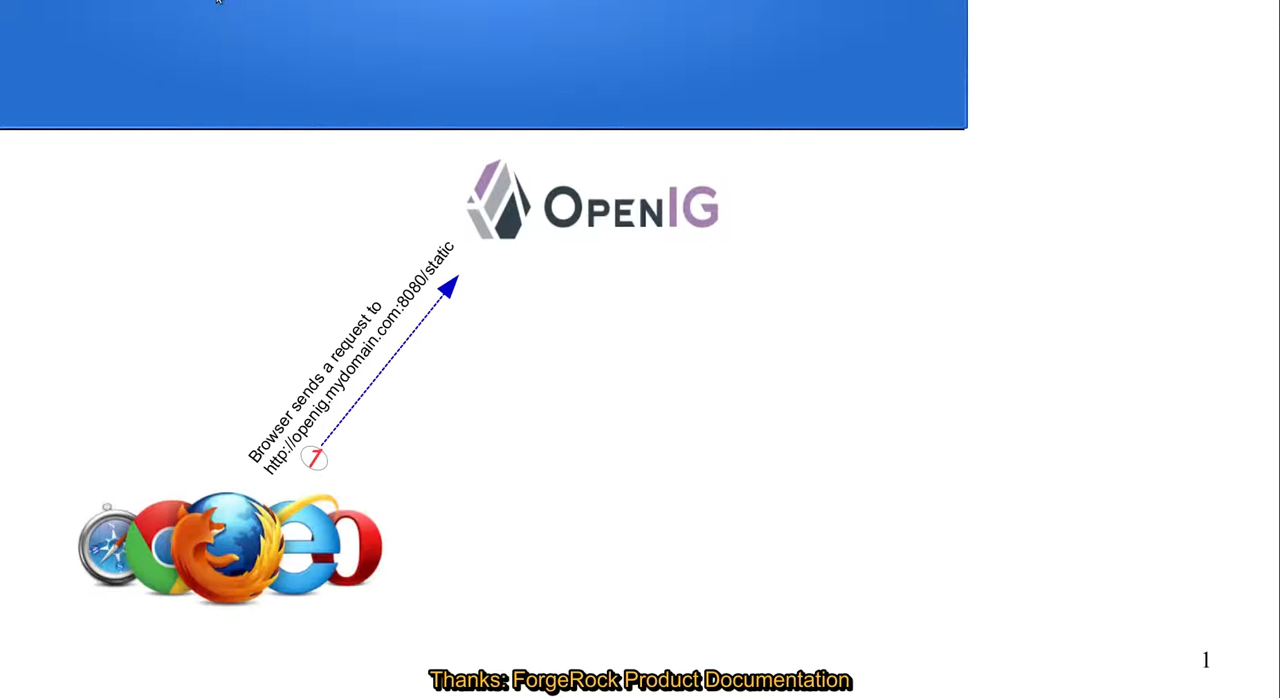 OPENIG
Browser sends a request to
http://openig.mydomain.com:8080/static
1
1
Thanks: ForgeRock Product Documentation